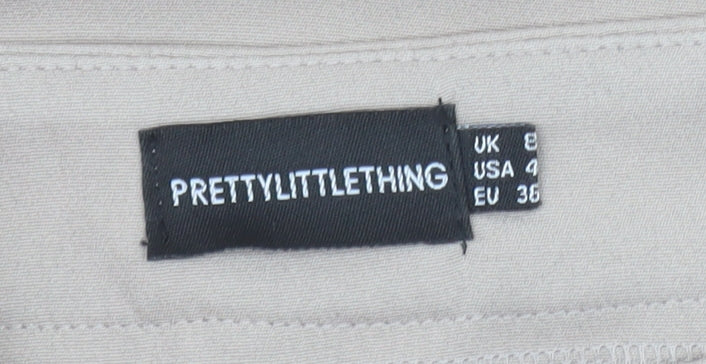 PRETTYLITTLETHING
UK 8
USA 4
EU 36